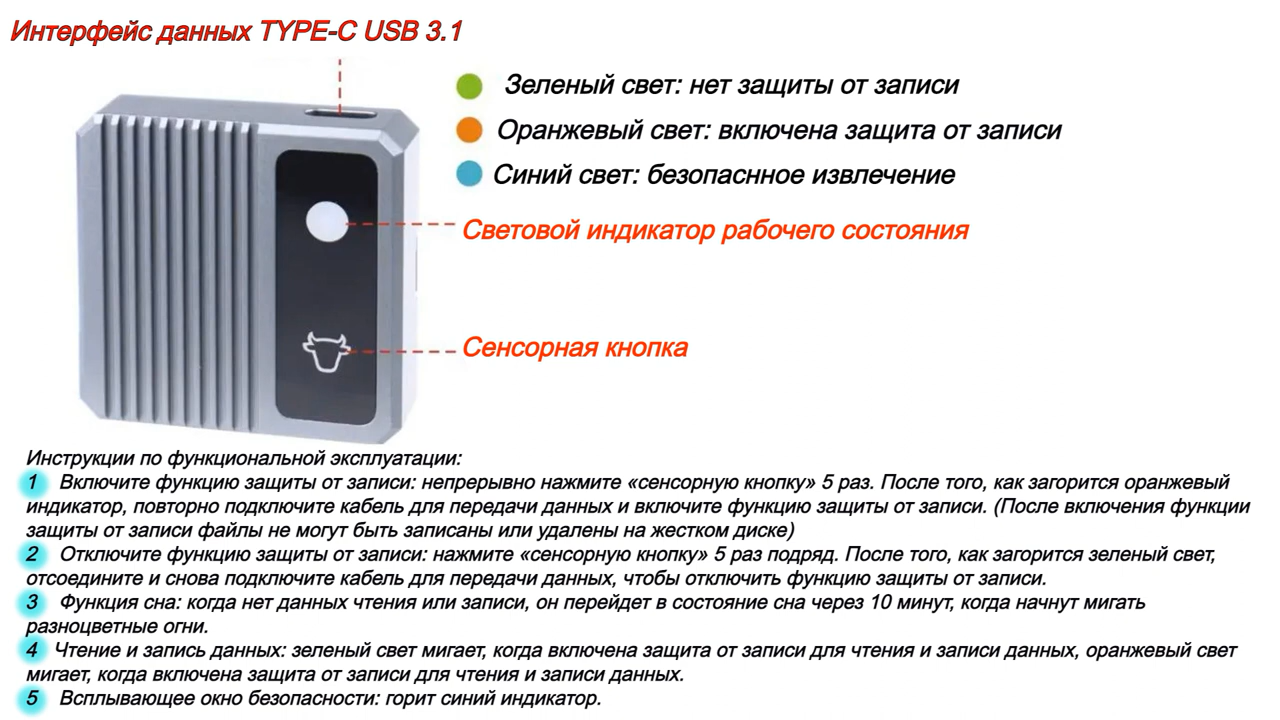 Интерфейс данных TYPE-C USB 3.1
Зеленый свет: нет защиты от записи
Оранжевый свет: включена защита от записи
Синий свет: безопаснное извлечение
Световой индикатор рабочего состояния
Сенсорная кнопка
Инструкции по функциональной эксплуатации:
1 Включите функцию защиты от записи: непрерывно нажмите «сенсорную кнопку» 5 раз. После того, как загорится оранжевый
индикатор, повторно подключите кабель для передачи данных и включите функцию защиты от записи. (После включения функции
защиты от записи файлы не могут быть записаны или удалены на жестком диске)
2 Отключите функцию защиты от записи: нажмите «сенсорную кнопку» 5 раз подряд. После того, как загорится зеленый свет,
отсоедините и снова подключите кабель для передачи данных, чтобы отключить функцию защиты от записи.
3 Функция сна: когда нет данных чтения или записи, он перейдет в состояние сна через 10 минут, когда начнут мигать
разноцветные огни.
4 Чтение и запись данных: зеленый свет мигает, когда включена защита от записи для чтения и записи данных, оранжевый свет
мигает, когда включена защита от записи для чтения и записи данных.
5 Всплывающее окно безопасности: горит синий индикатор.